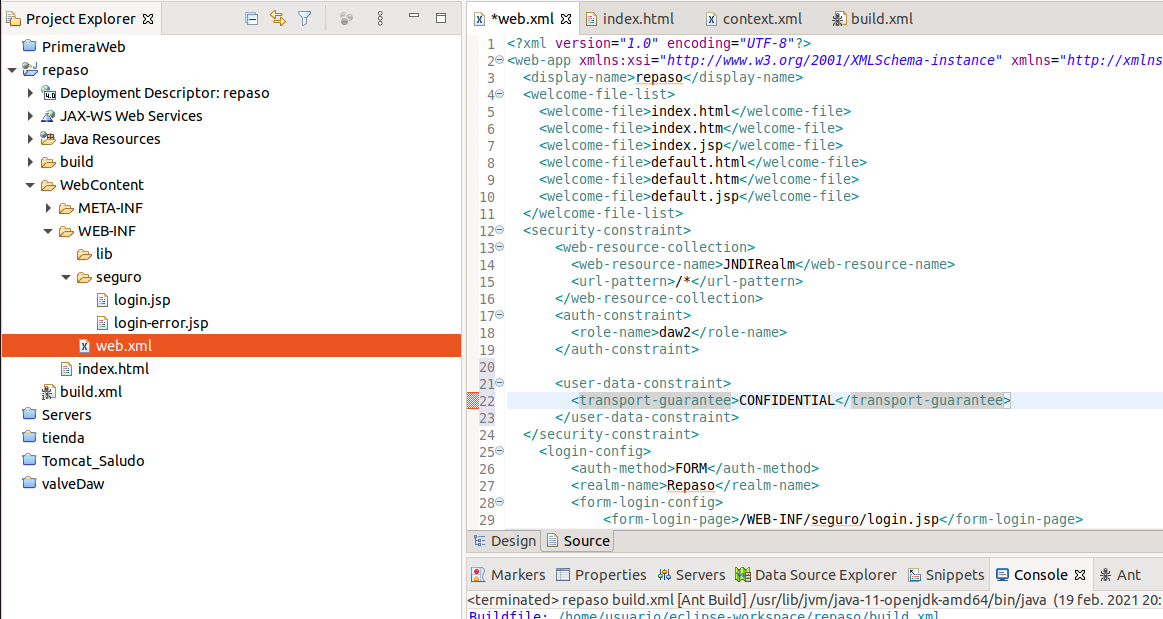 Project Explorer
PrimeraWeb
repaso
Deployment Descriptor: repaso
JAX-WS Web Services
Java Resources
build
WebContent
META-INF
WEB-INF
lib
seguro
login.jsp
login-error.jsp
web.xml
index.html
build.xml
Servers
tienda
Tomcat_Saludo
valveDaw
*web.xml index.html context.xml build.xml
1 <?xml version="1.0" encoding="UTF-8"?>
2 <web-app xmlns:xsi="http://www.w3.org/2001/XMLSchema-instance" xmlns="http://xmlns
3 <display-name>repaso</display-name>
4 <welcome-file-list>
5 <welcome-file>index.html</welcome-file>
6 <welcome-file>index.htm</welcome-file>
7 <welcome-file>index.jsp</welcome-file>
8 <welcome-file>default.html</welcome-file>
9 <welcome-file>default.htm</welcome-file>
10 <welcome-file>default.jsp</welcome-file>
11 </welcome-file-list>
12 <security-constraint>
13 <web-resource-collection>
14 <web-resource-name>JNDIRealm</web-resource-name>
15 <url-pattern>/*</url-pattern>
16 </web-resource-collection>
17 <auth-constraint>
18 <role-name>daw2</role-name>
19 </auth-constraint>
20
21 <user-data-constraint>
22 <transport-guarantee>CONFIDENTIAL</transport-guarantee>
23 </user-data-constraint>
24 </security-constraint>
25 <login-config>
26 <auth-method>FORM</auth-method>
27 <realm-name>Repaso</realm-name>
28 <form-login-config>
29 <form-login-page>/WEB-INF/seguro/login.jsp</form-login-page>
Design Source
Markers Properties Servers Data Source Explorer Snippets Console Ant
<terminated> repaso build.xml [Ant Build] /usr/lib/jvm/java-11-openjdk-amd64/bin/java (19 feb. 2021 20:
Buildfile: /home/usuario/eclipse-workspace/repaso/build.xml